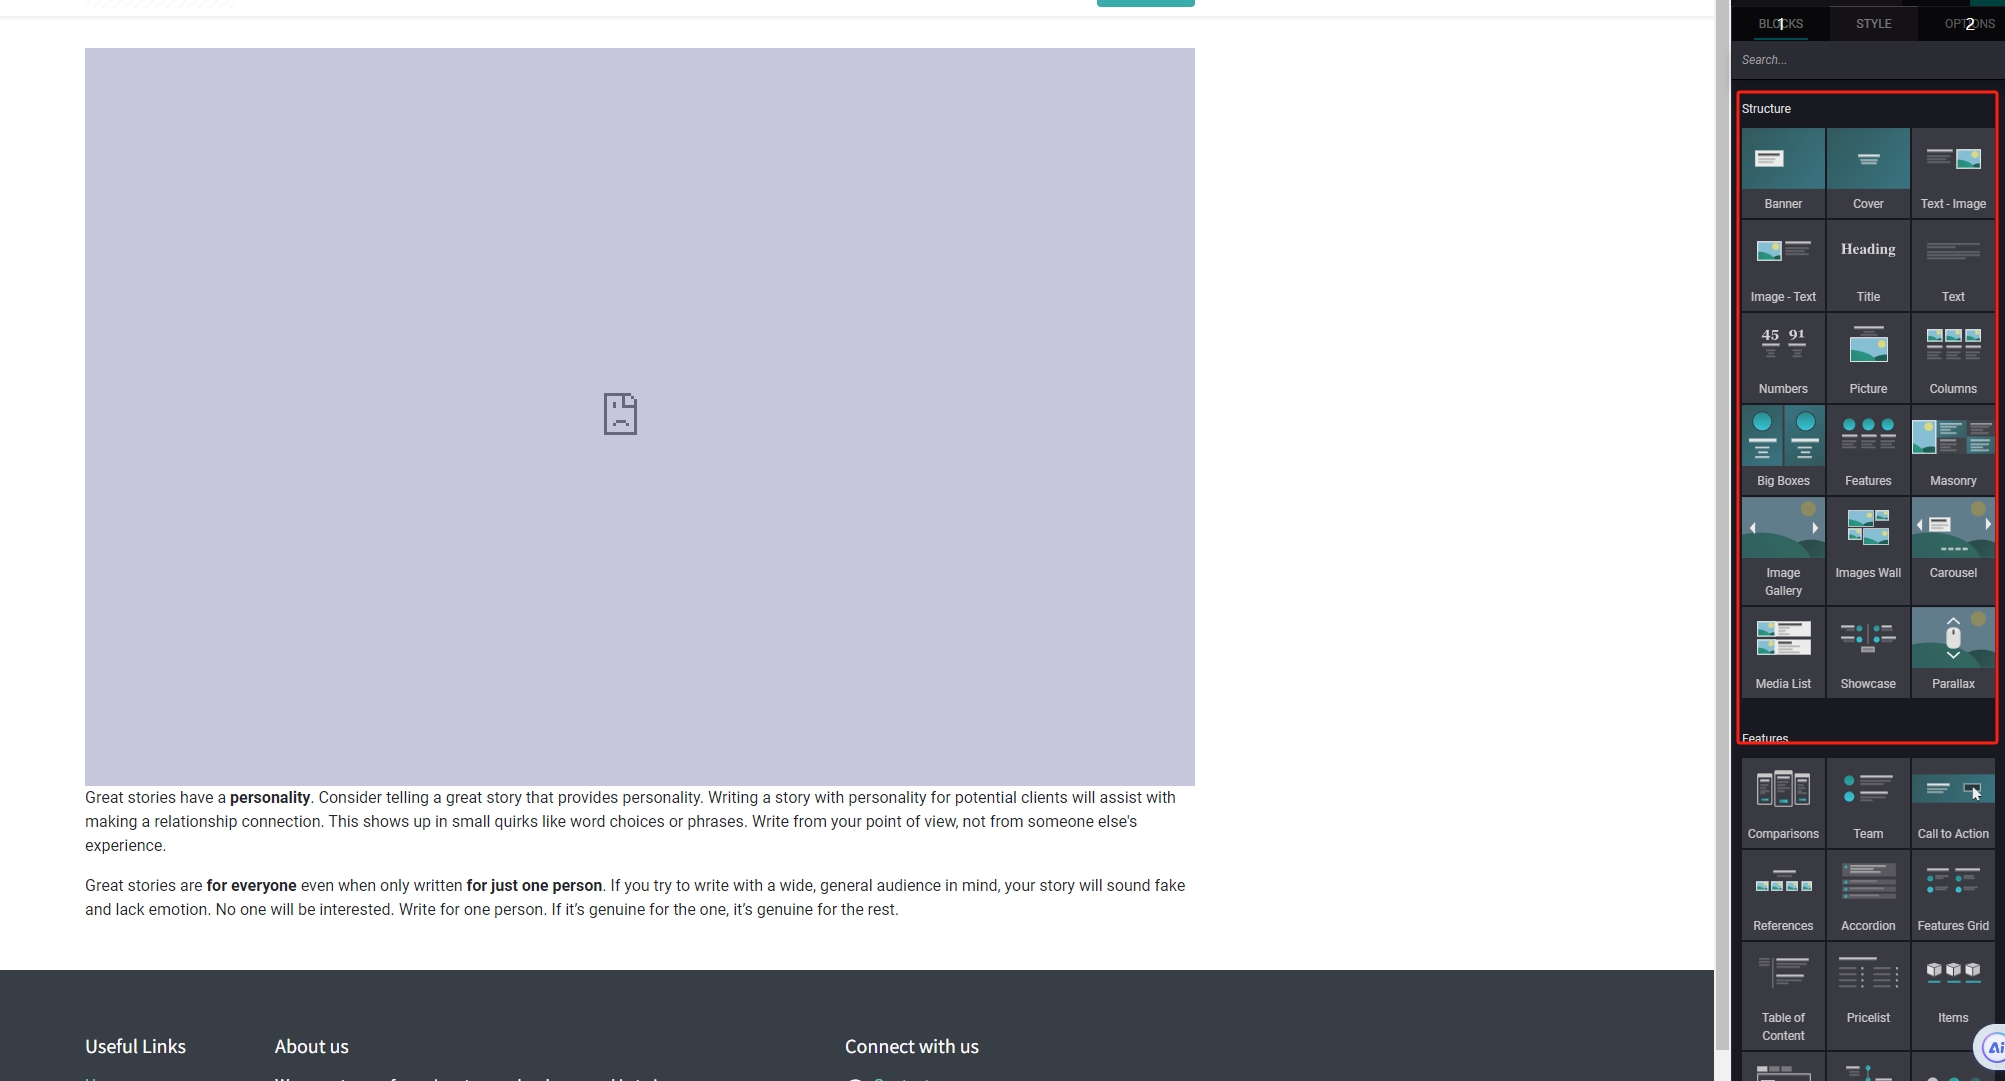 BLOCKS
1
STYLE
OPTIONS
2
Search...
Structure
Banner
Cover
Text - Image
Heading
Image - Text
Title
Text
45 91
Numbers
Picture
Columns
Big Boxes
Features
Masonry
Image
Gallery
Images Wall
Carousel
Media List
Showcase
Parallax
Features
Comparisons
Team
Call to Action
References
Accordion
Features Grid
Table of
Content
Pricelist
Items
Ai
Great stories have a personality. Consider telling a great story that provides personality. Writing a story with personality for potential clients will assist with
making a relationship connection. This shows up in small quirks like word choices or phrases. Write from your point of view, not from someone else's
experience.
Great stories are for everyone even when only written for just one person. If you try to write with a wide, general audience in mind, your story will sound fake
and lack emotion. No one will be interested. Write for one person. If it’s genuine for the one, it’s genuine for the rest.
Useful Links
About us
Connect with us